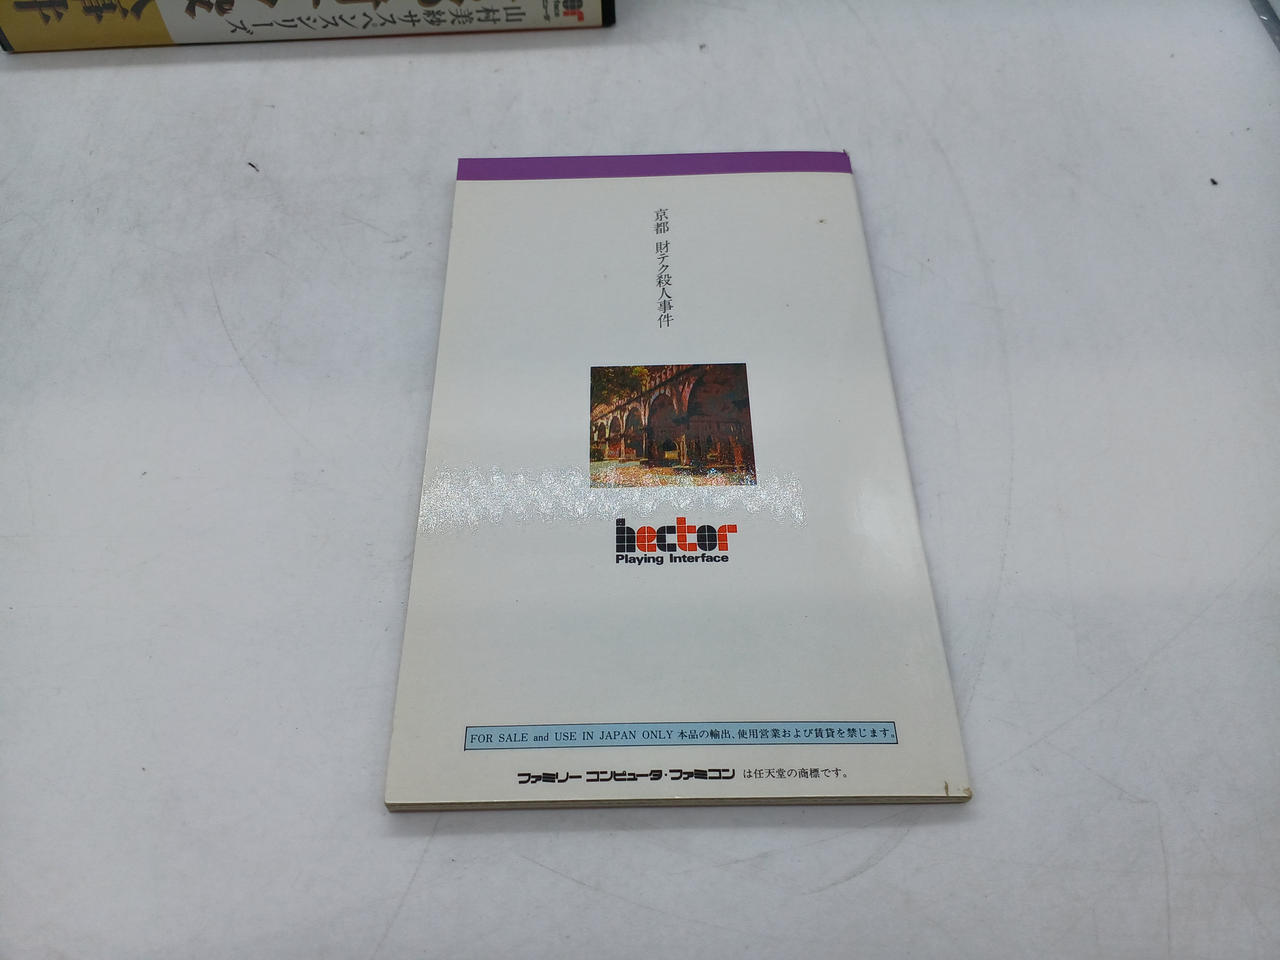 山村美紗サスペンスシリーズ
京都 財テク殺人事件
hector
Playing Interface
FOR SALE and USE IN JAPAN ONLY 本品の輸出、使用営業および賃貸を禁じます。
ファミリー コンピュータ・ファミコン は任天堂の商標です。